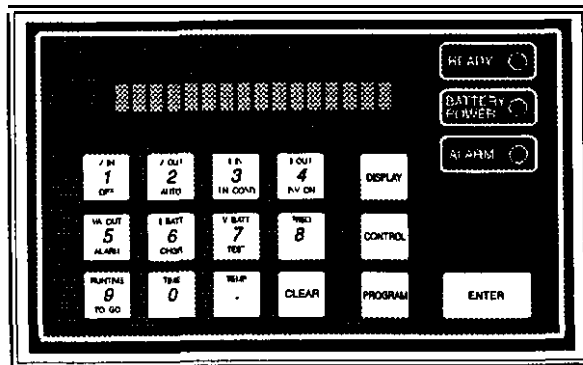 READY
BATTERY
POWER
ALARM
V IN
1
OFF
V OUT
2
AUTO
I IN
3
LN COND
I OUT
4
INV ON
DISPLAY
VA OUT
5
ALARM
I BATT
6
CHGR
V BATT
7
TEST
FREQ
8
CONTROL
RUNTIME
9
TO GO
TIME
0
TEMP
.
CLEAR
PROGRAM
ENTER